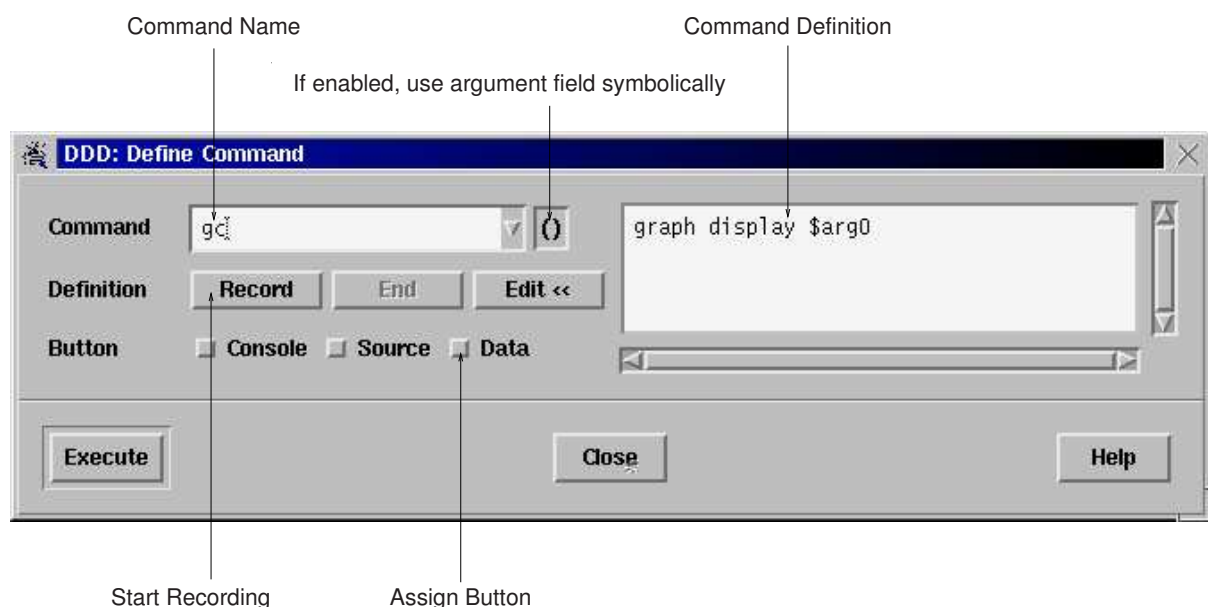 Command Name
Command Definition
If enabled, use argument field symbolically
DDD: Define Command
Command
gc
()
graph display $arg0
Definition
Record
End
Edit <<
Button
Console
Source
Data
Execute
Close
Help
Start Recording
Assign Button